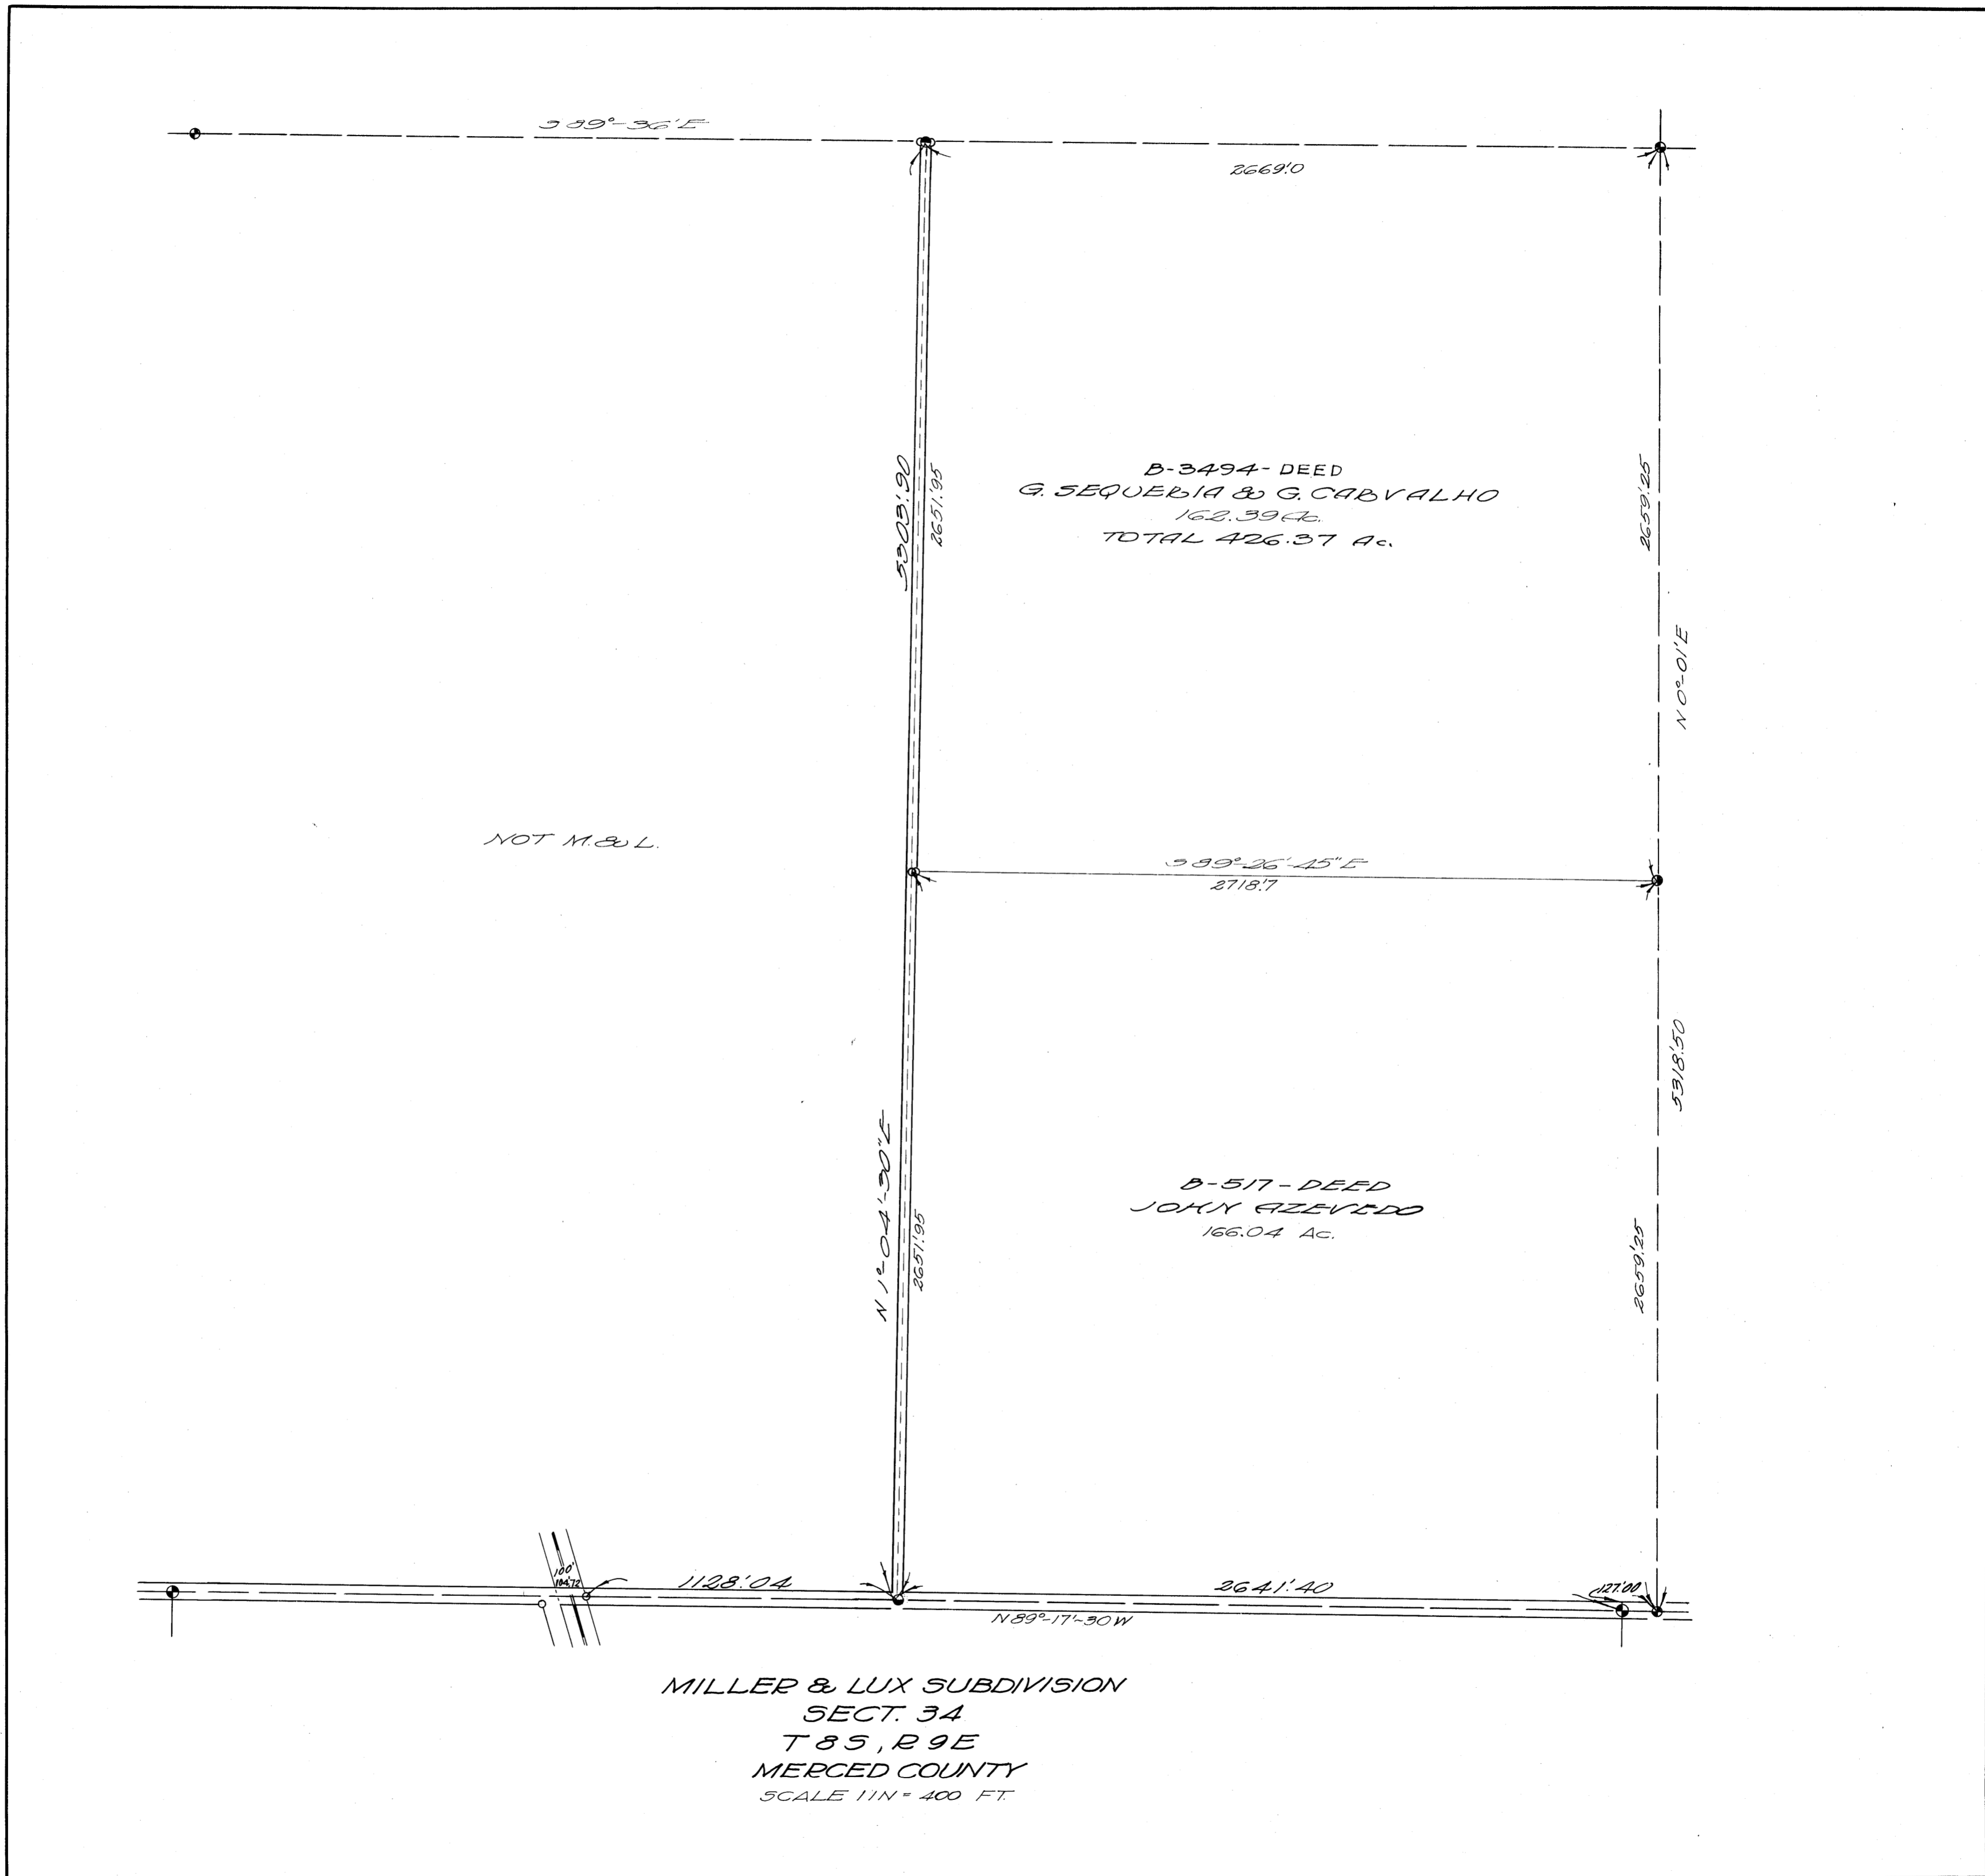 S 89°-36' E
2669'.0
5303'.90
2651'.95
B-3494-DEED
G. SEQUERIA & G. CARVALHO
162.39 Ac.
TOTAL 426.37 Ac.
2659'.25
N 0°-01' E
NOT M. & L.
S 89°-26'-45" E
2718'.7
5318'.50
N 1°-04'-30" E
2651'.95
B-517-DEED
JOHN AZEVEDO
166.04 Ac.
2659'.25
100'
104.72
1128'.04
2641'.40
127'.00
N 89°-17'-30 W
MILLER & LUX SUBDIVISION
SECT. 34
T 8 S, R 9 E
MERCED COUNTY
SCALE 1 IN = 400 FT.